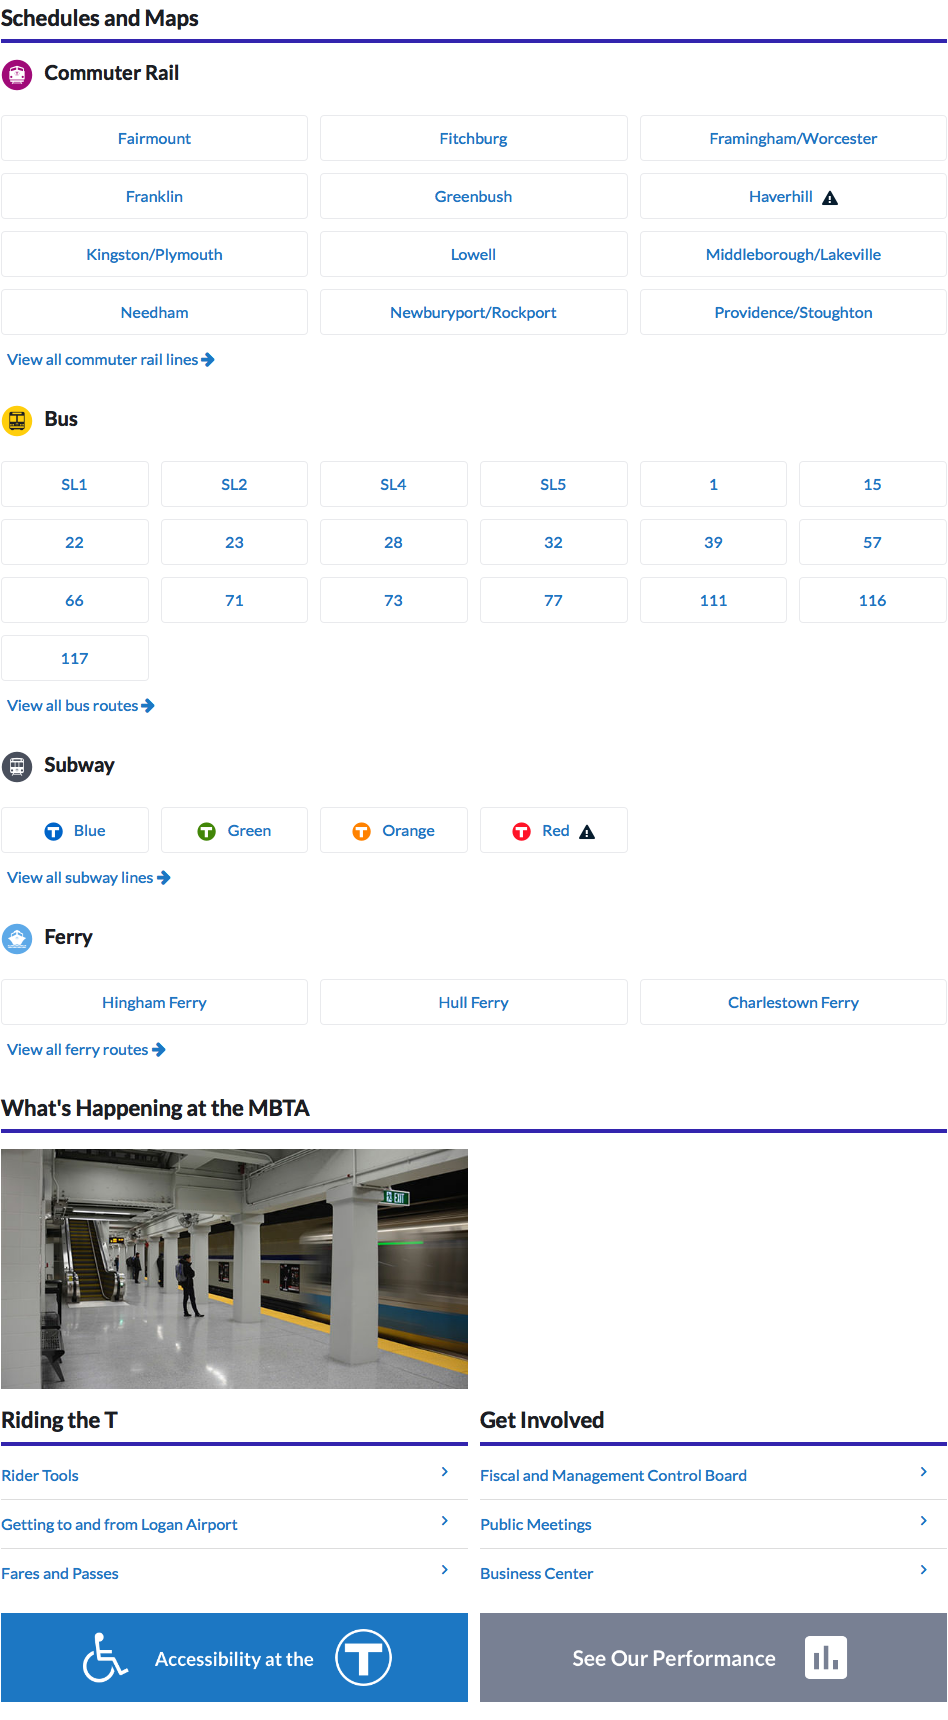 Schedules and Maps
Commuter Rail
Fairmount
Fitchburg
Framingham/Worcester
Franklin
Greenbush
Haverhill
Kingston/Plymouth
Lowell
Middleborough/Lakeville
Needham
Newburyport/Rockport
Providence/Stoughton
View all commuter rail lines
Bus
SL1
SL2
SL4
SL5
1
15
22
23
28
32
39
57
66
71
73
77
111
116
117
View all bus routes
Subway
T Blue
T Green
T Orange
T Red
View all subway lines
Ferry
Hingham Ferry
Hull Ferry
Charlestown Ferry
View all ferry routes
What's Happening at the MBTA
EXIT
Riding the T
Rider Tools
Getting to and from Logan Airport
Fares and Passes
Get Involved
Fiscal and Management Control Board
Public Meetings
Business Center
Accessibility at the T
See Our Performance